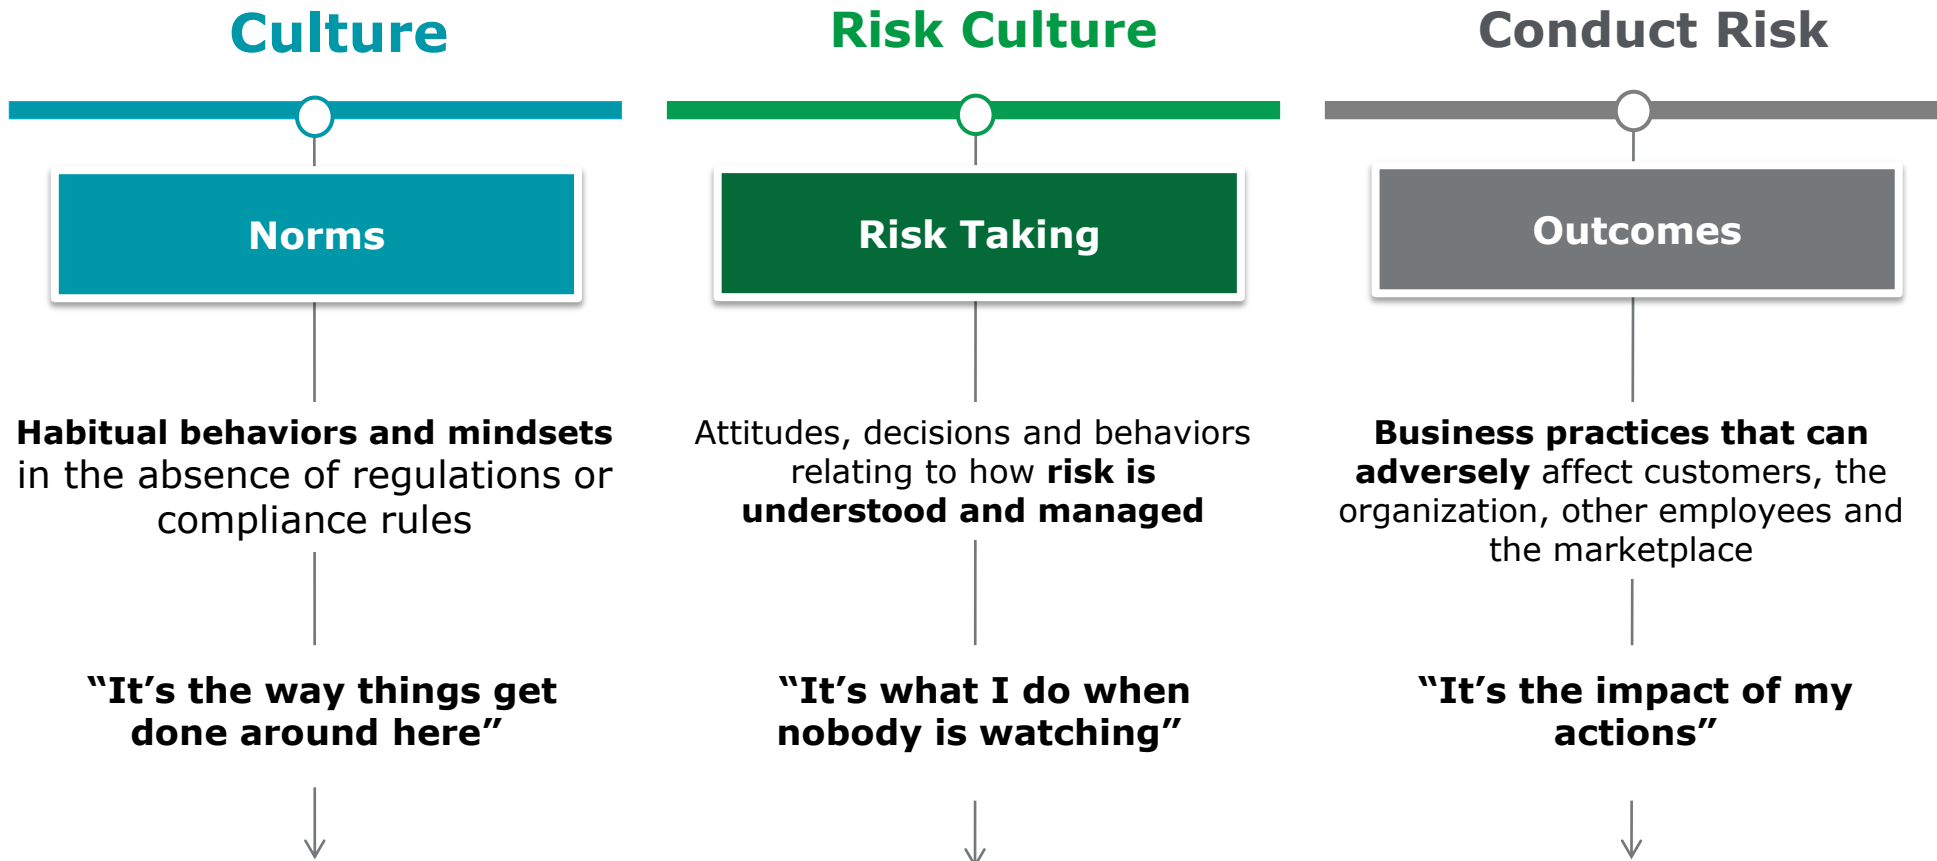 Culture
Norms
Habitual behaviors and mindsets
in the absence of regulations or
compliance rules
“It’s the way things get
done around here”
Risk Culture
Risk Taking
Attitudes, decisions and behaviors
relating to how risk is
understood and managed
“It’s what I do when
nobody is watching”
Conduct Risk
Outcomes
Business practices that can
adversely affect customers, the
organization, other employees and
the marketplace
“It’s the impact of my
actions”